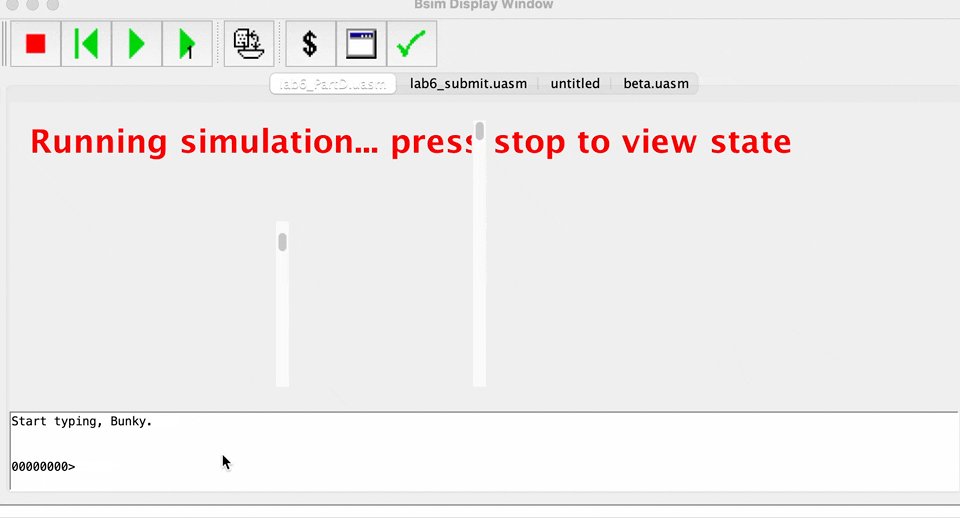 Bsim Display Window
1
$
lab6_PartD.uasm lab6_submit.uasm untitled beta.uasm
Running simulation... press stop to view state
Start typing, Bunky.
00000000>